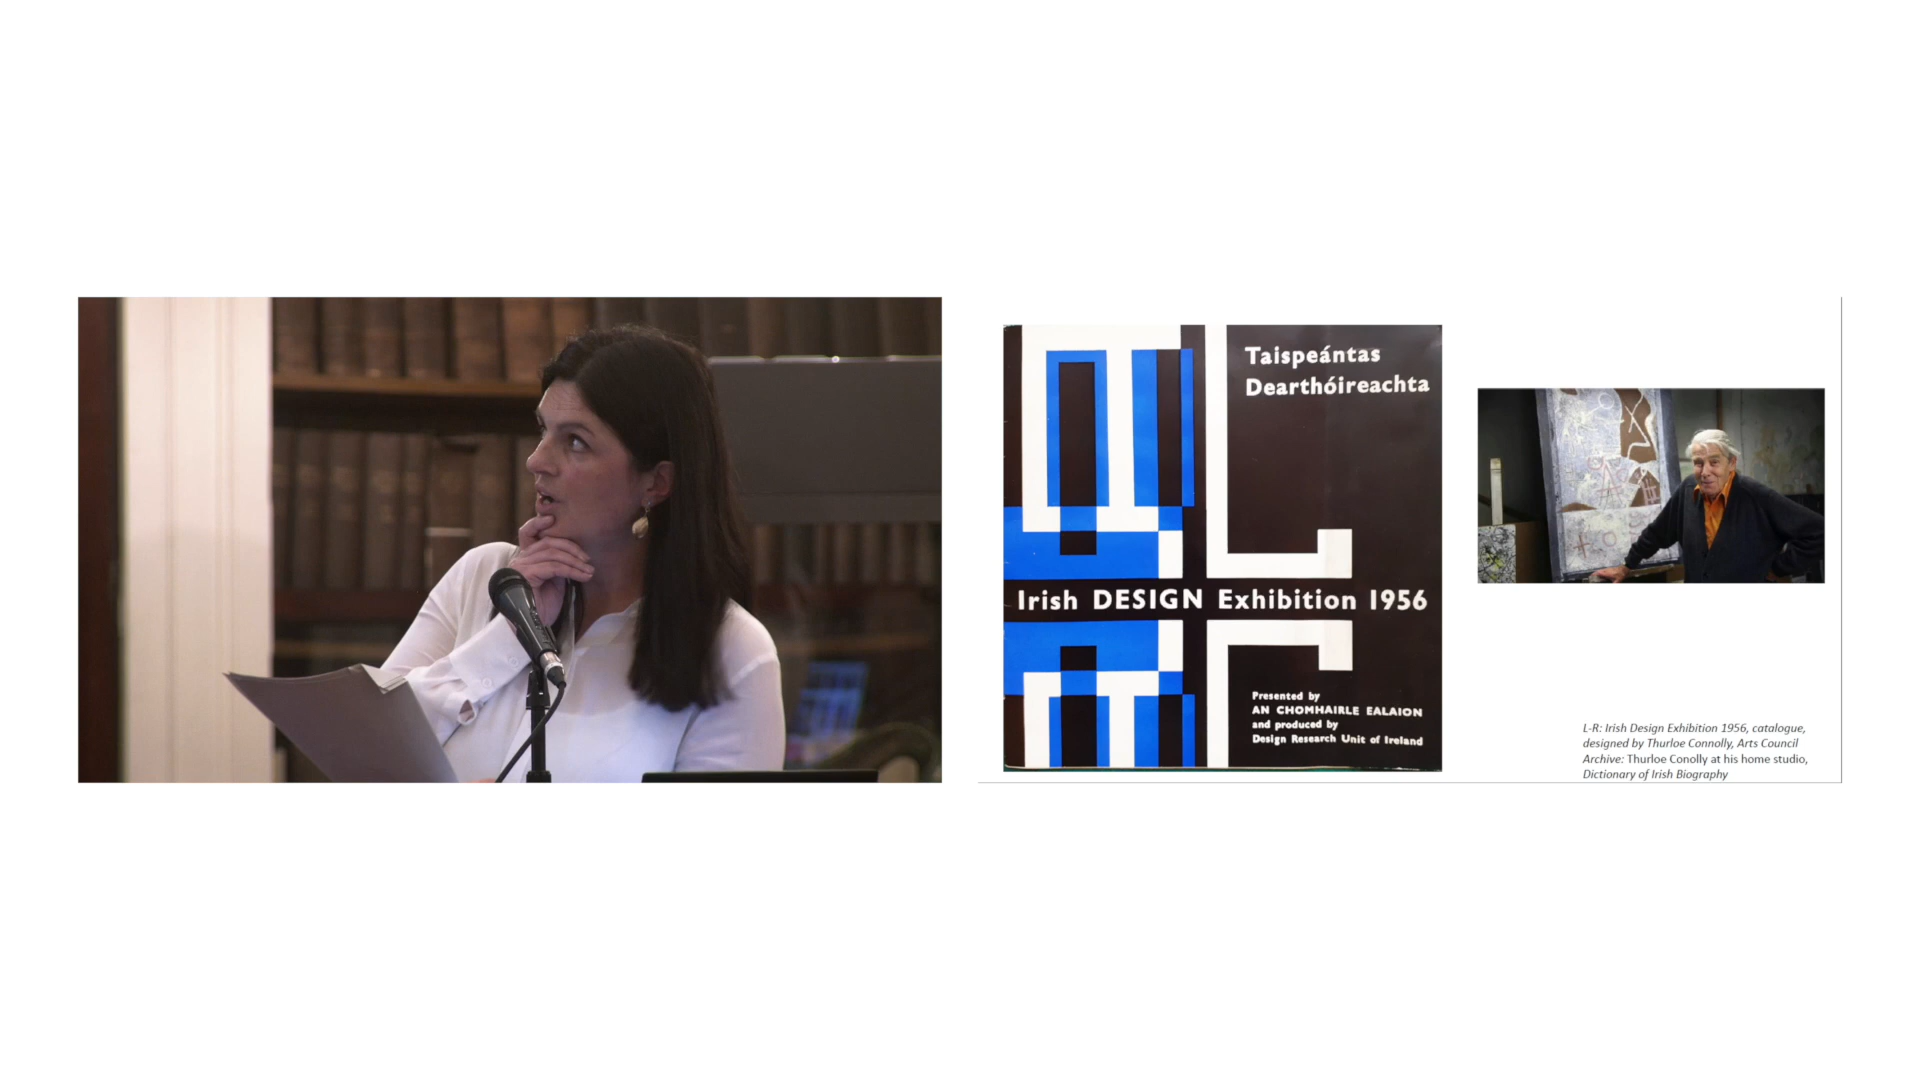 Taispeántas
Dearthóireachta
Irish DESIGN Exhibition 1956
Presented by
AN CHOMHAIRLE EALAION
and produced by
Design Research Unit of Ireland
L-R: Irish Design Exhibition 1956, catalogue,
designed by Thurloe Connolly, Arts Council
Archive: Thurloe Conolly at his home studio,
Dictionary of Irish Biography